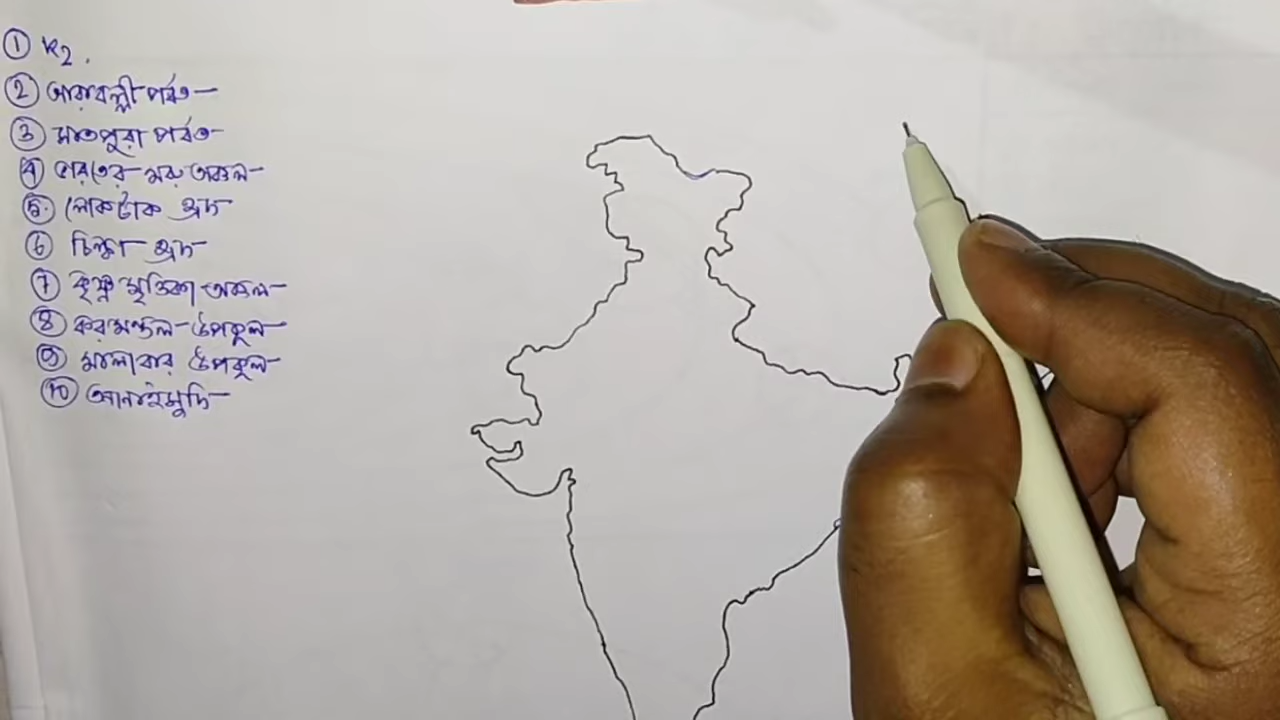 ① K2.
② আরাবল্লী পর্বত
③ সাতপুরা পর্বত
④ ভারতের মরু অঞ্চল
⑤ লোকটাক হ্রদ
⑥ চিল্কা হ্রদ
⑦ কৃষ্ণ মৃত্তিকা অঞ্চল
⑧ করমন্ডল উপকূল
⑨ মালাবার উপকূল
⑩ আনাইমুদি